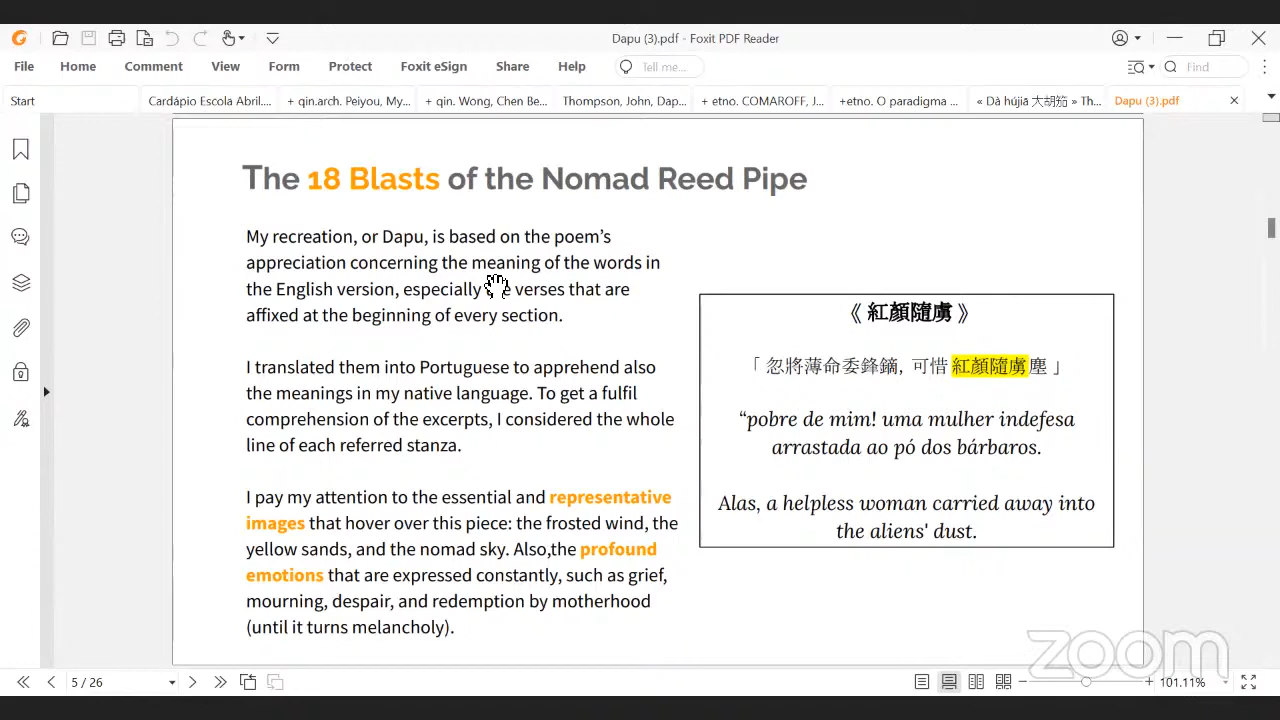 Dapu (3).pdf - Foxit PDF Reader
File Home Comment View Form Protect Foxit eSign Share Help Tell me... Find
Start Cardápio Escola Abril.... + qin.arch. Peiyou, My... + qin. Wong, Chen Be... Thompson, John, Dap... + etno. COMAROFF, J... +etno. O paradigma ... « Dà hújiā 大胡笳 » Th... Dapu (3).pdf
The 18 Blasts of the Nomad Reed Pipe
My recreation, or Dapu, is based on the poem's
appreciation concerning the meaning of the words in
the English version, especially verses that are
affixed at the beginning of every section.
I translated them into Portuguese to apprehend also
the meanings in my native language. To get a fulfil
comprehension of the excerpts, I considered the whole
line of each referred stanza.
I pay my attention to the essential and representative
images that hover over this piece: the frosted wind, the
yellow sands, and the nomad sky. Also,the profound
emotions that are expressed constantly, such as grief,
mourning, despair, and redemption by motherhood
(until it turns melancholy).
《 紅顏隨虜 》
「 忽將薄命委鋒鏑, 可惜 紅顏隨虜 塵 」
“pobre de mim! uma mulher indefesa
arrastada ao pó dos bárbaros.
Alas, a helpless woman carried away into
the aliens' dust.
zoom
5 / 26
101.11%